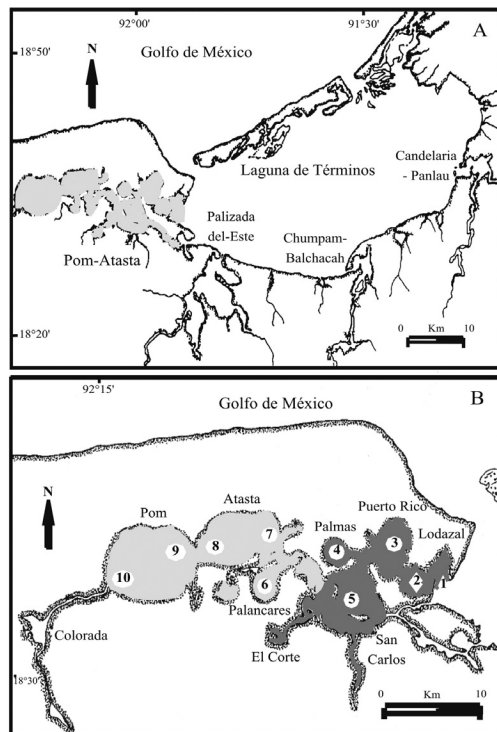 92°00' 91°30'
A
18°50'
Golfo de México
N
Laguna de Términos
Candelaria
- Panlau
Palizada
del-Este
Chumpam-
Balchacah
Pom-Atasta
18°20'
0 Km 10
92°15'
B
Golfo de México
N
Pom
Atasta
Puerto Rico
Palmas
Lodazal
7
3
9
8
4
10
6
2
1
5
Palancares
Colorada
El Corte
San
Carlos
18°30'
0 Km 10